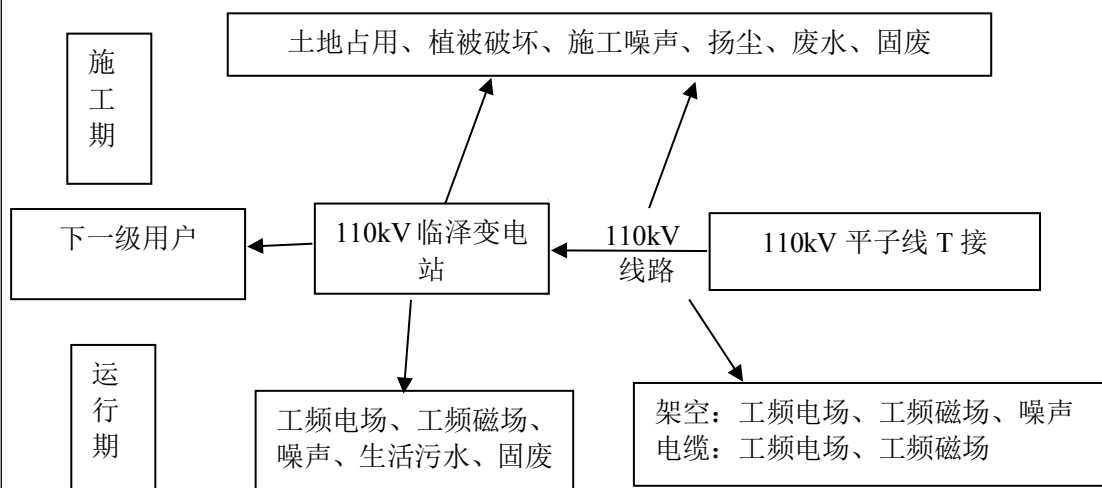 施工期
土地占用、植被破坏、施工噪声、扬尘、废水、固废
下一级用户
110kV 临泽变电
站
110kV
线路
110kV 平子线 T 接
运行期
工频电场、工频磁场、
噪声、生活污水、固废
架空：工频电场、工频磁场、噪声
电缆：工频电场、工频磁场